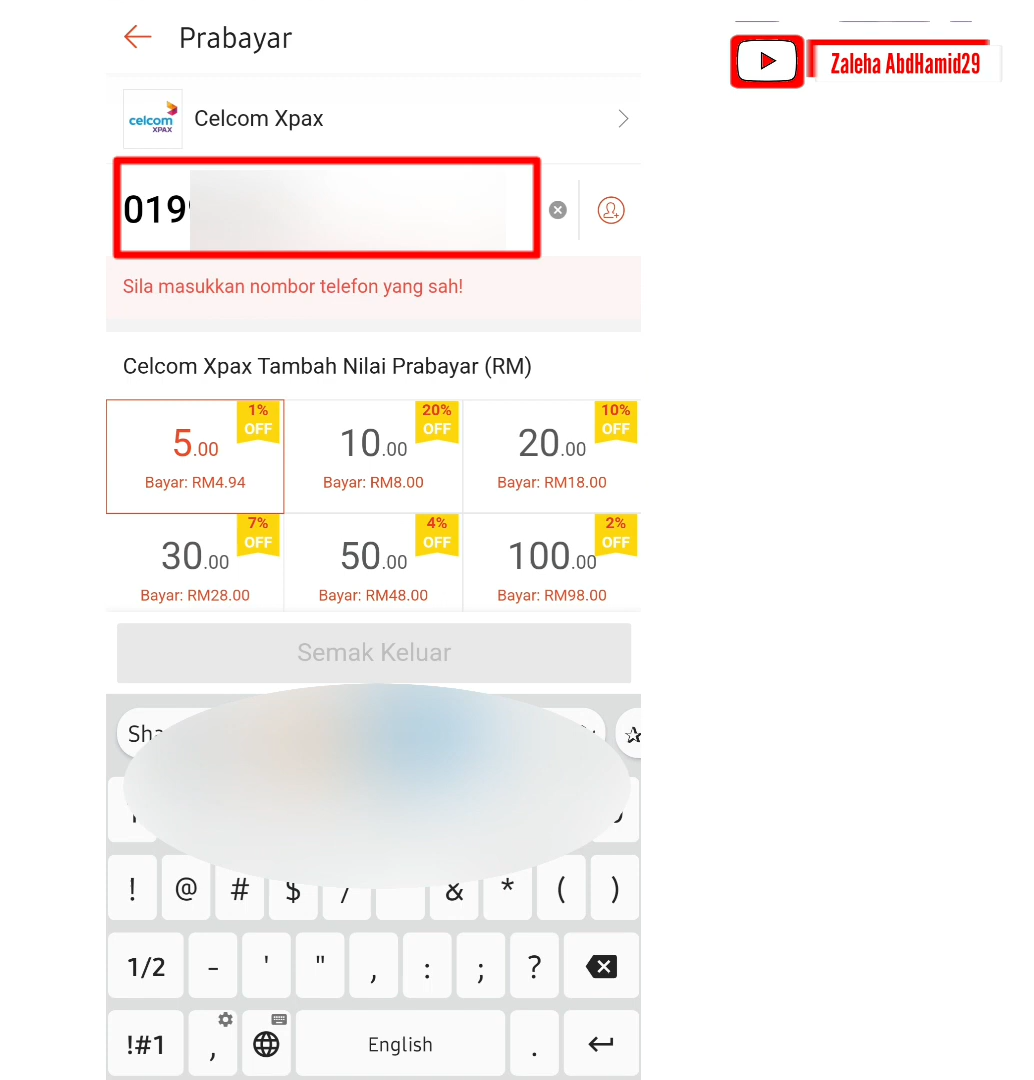 Prabayar
Zaleha AbdHamid29
celcom
XPAX
Celcom Xpax
019
Sila masukkan nombor telefon yang sah!
Celcom Xpax Tambah Nilai Prabayar (RM)
1% OFF
5.00
Bayar: RM4.94
20% OFF
10.00
Bayar: RM8.00
10% OFF
20.00
Bayar: RM18.00
7% OFF
30.00
Bayar: RM28.00
4% OFF
50.00
Bayar: RM48.00
2% OFF
100.00
Bayar: RM98.00
Semak Keluar
! @ # $ / & * ( )
1/2 - ' " , : ; ?
!#1 , English .